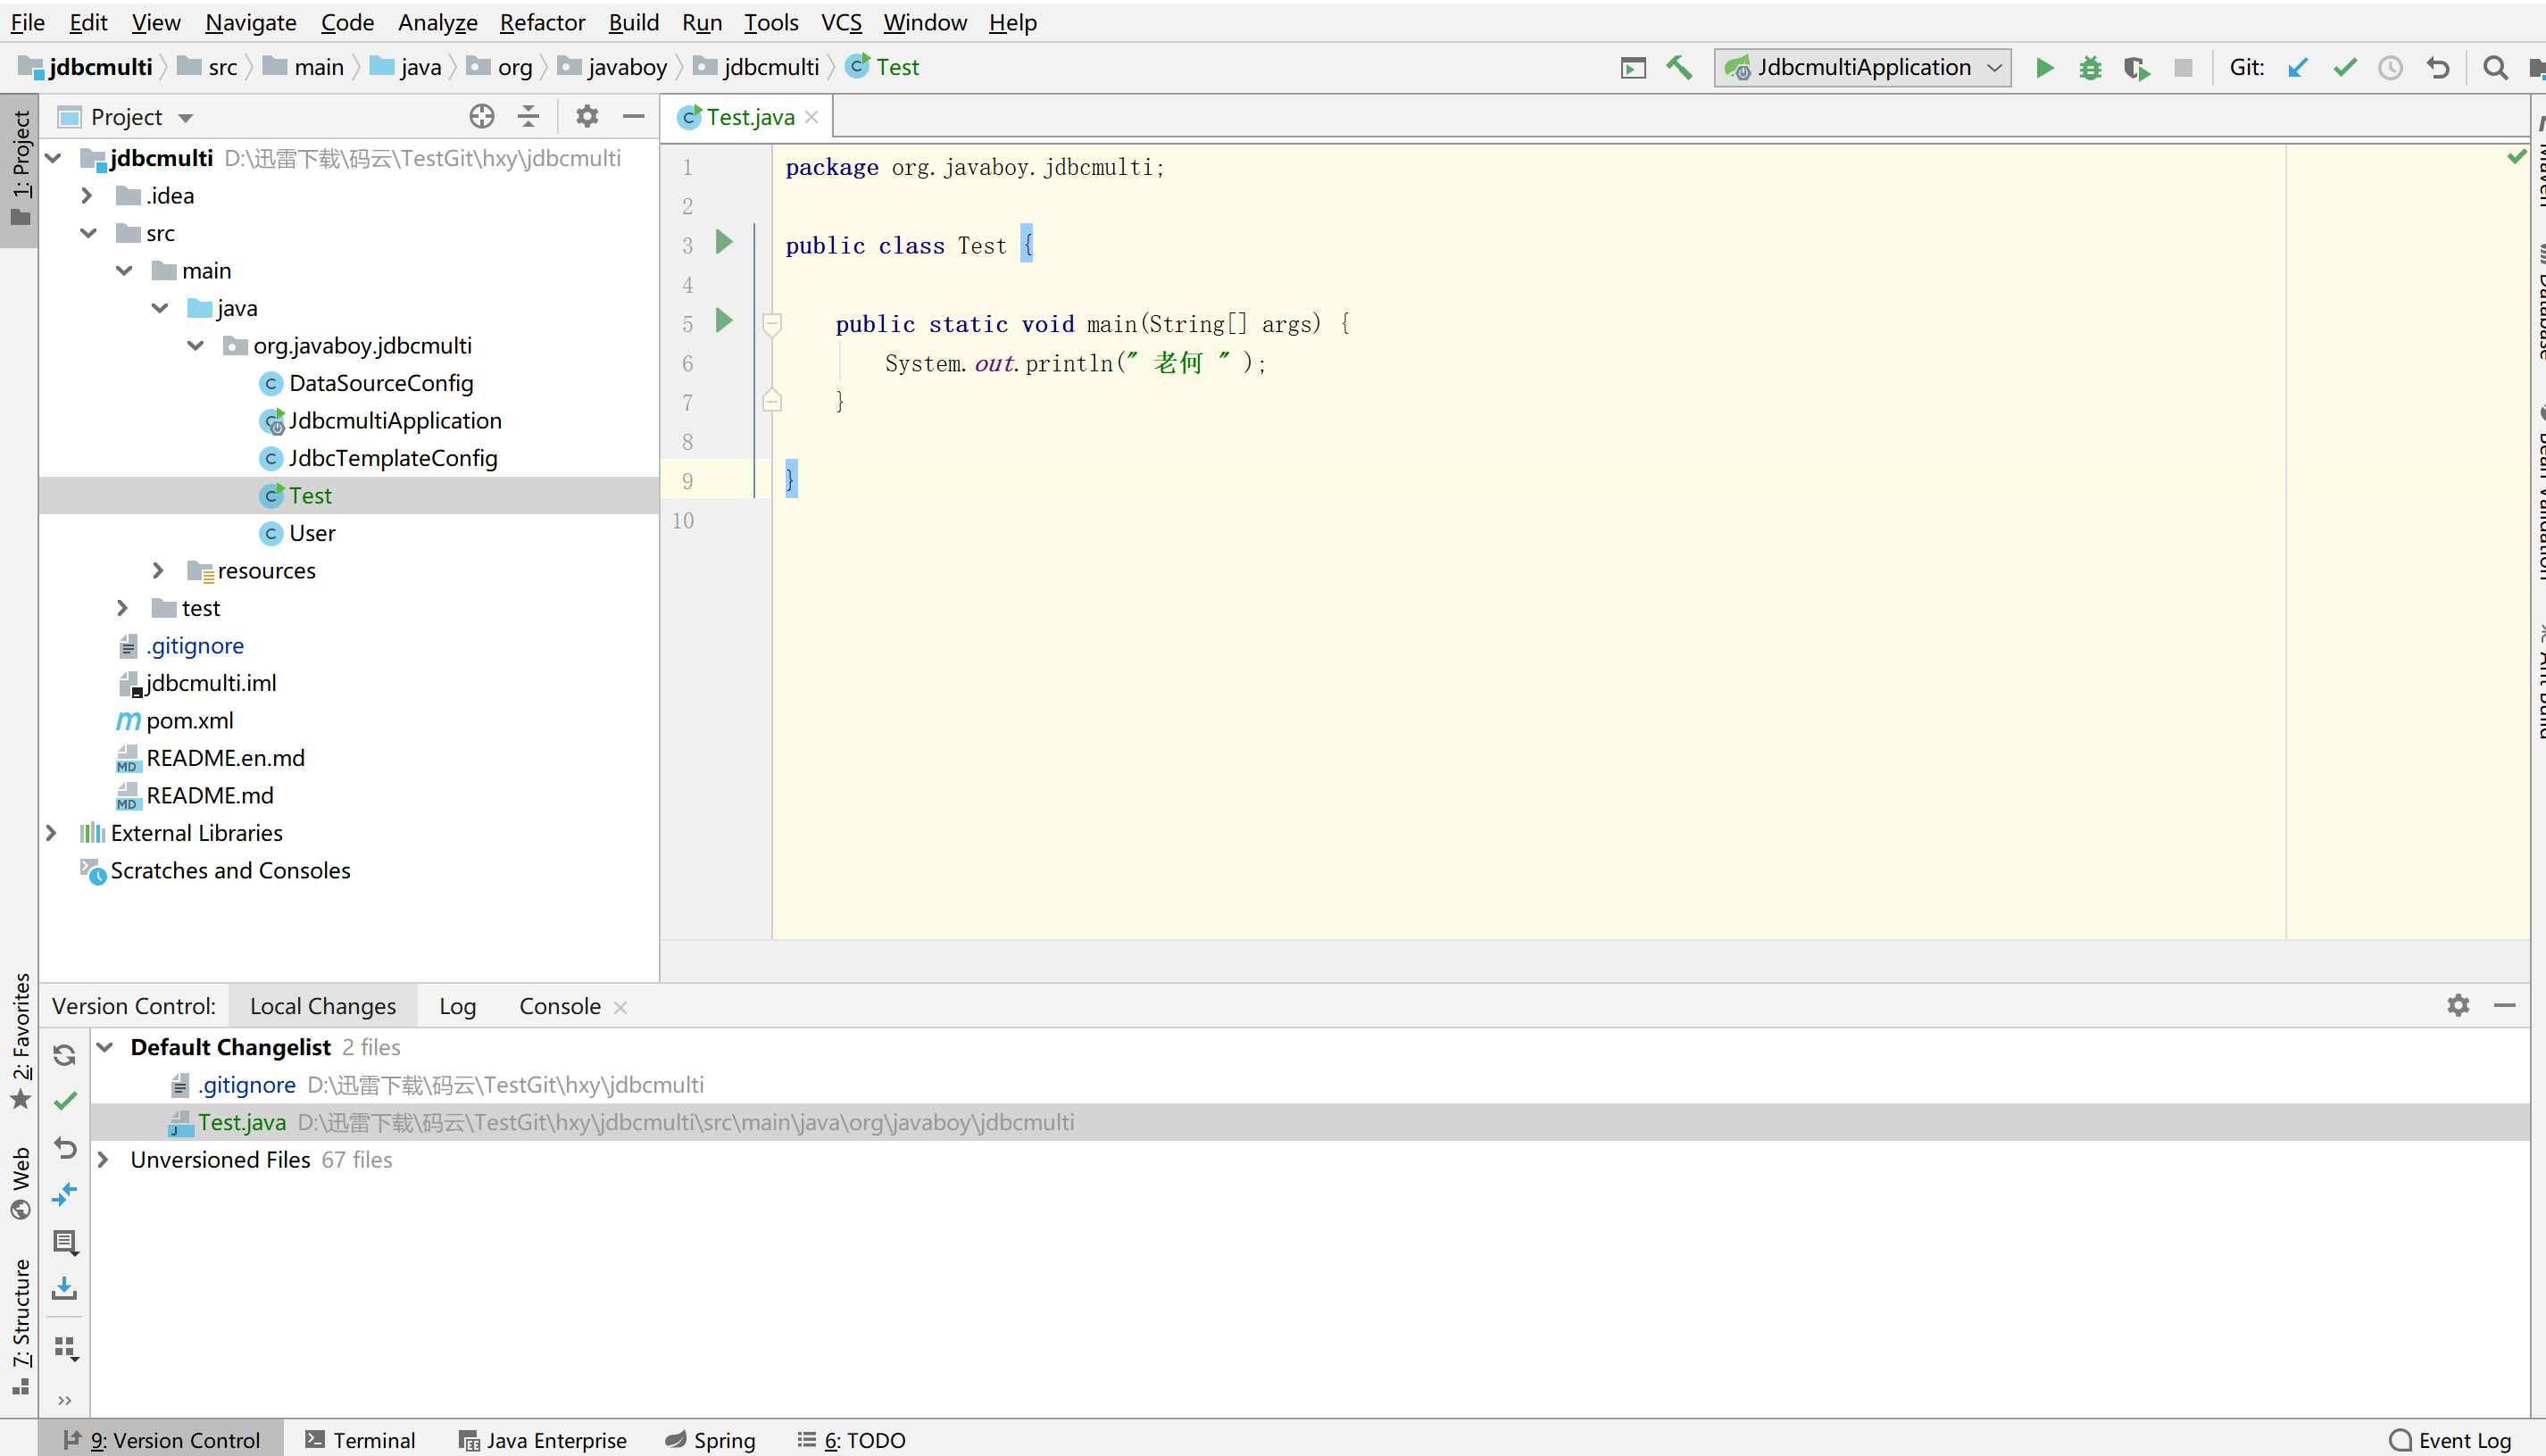 File Edit View Navigate Code Analyze Refactor Build Run Tools VCS Window Help
jdbcmulti src main java org javaboy jdbcmulti Test JdbcmultiApplication Git:
1: Project
Project
jdbcmulti D:\迅雷下载\码云\TestGit\hxy\jdbcmulti
.idea
src
main
java
org.javaboy.jdbcmulti
DataSourceConfig
JdbcmultiApplication
JdbcTemplateConfig
Test
User
resources
test
.gitignore
jdbcmulti.iml
pom.xml
README.en.md
README.md
External Libraries
Scratches and Consoles
Test.java
1 package org.javaboy.jdbcmulti;
2
3 public class Test {
4
5 public static void main(String[] args) {
6 System.out.println(" 老何 " );
7 }
8
9 }
10
Maven
Database
Bean Validation
Ant Build
2: Favorites
Web
7: Structure
Version Control: Local Changes Log Console
Default Changelist 2 files
.gitignore D:\迅雷下载\码云\TestGit\hxy\jdbcmulti
Test.java D:\迅雷下载\码云\TestGit\hxy\jdbcmulti\src\main\java\org\javaboy\jdbcmulti
Unversioned Files 67 files
9: Version Control Terminal Java Enterprise Spring 6: TODO Event Log